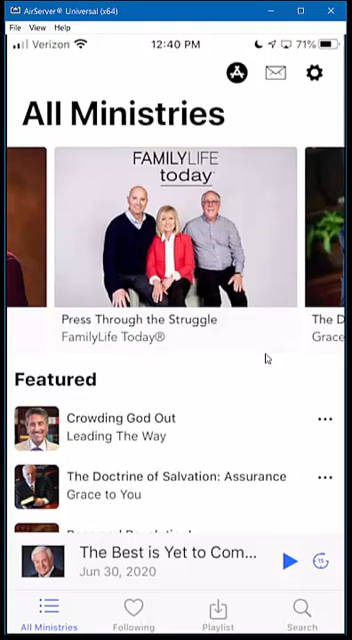 AirServer® Universal (x64)
File View Help
Verizon 12:40 PM 71%
All Ministries
FAMILYLIFE
today
Press Through the Struggle
FamilyLife Today®
The D
Grace
Featured
Crowding God Out
Leading The Way
The Doctrine of Salvation: Assurance
Grace to You
The Best is Yet to Com...
Jun 30, 2020
15
All Ministries Following Playlist Search